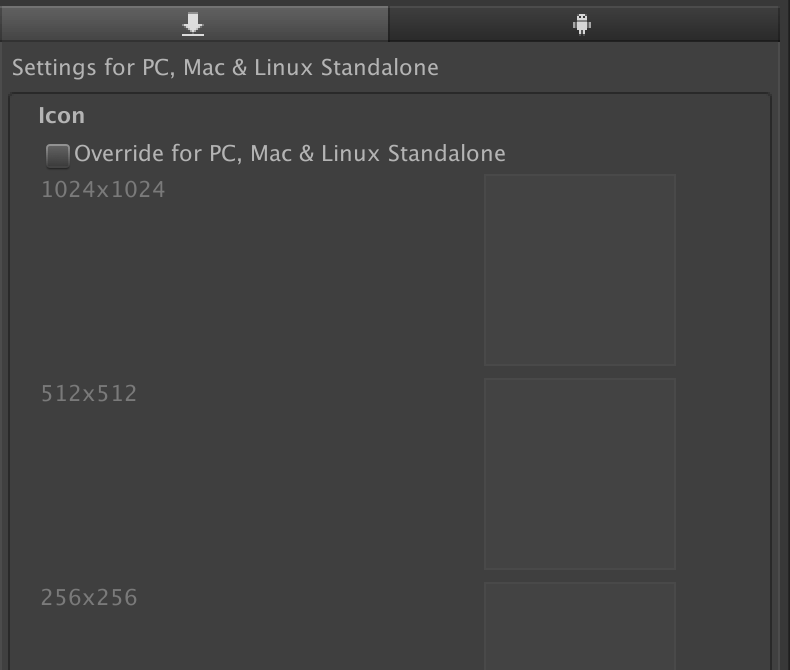 Settings for PC, Mac & Linux Standalone
Icon
Override for PC, Mac & Linux Standalone
1024x1024
512x512
256x256